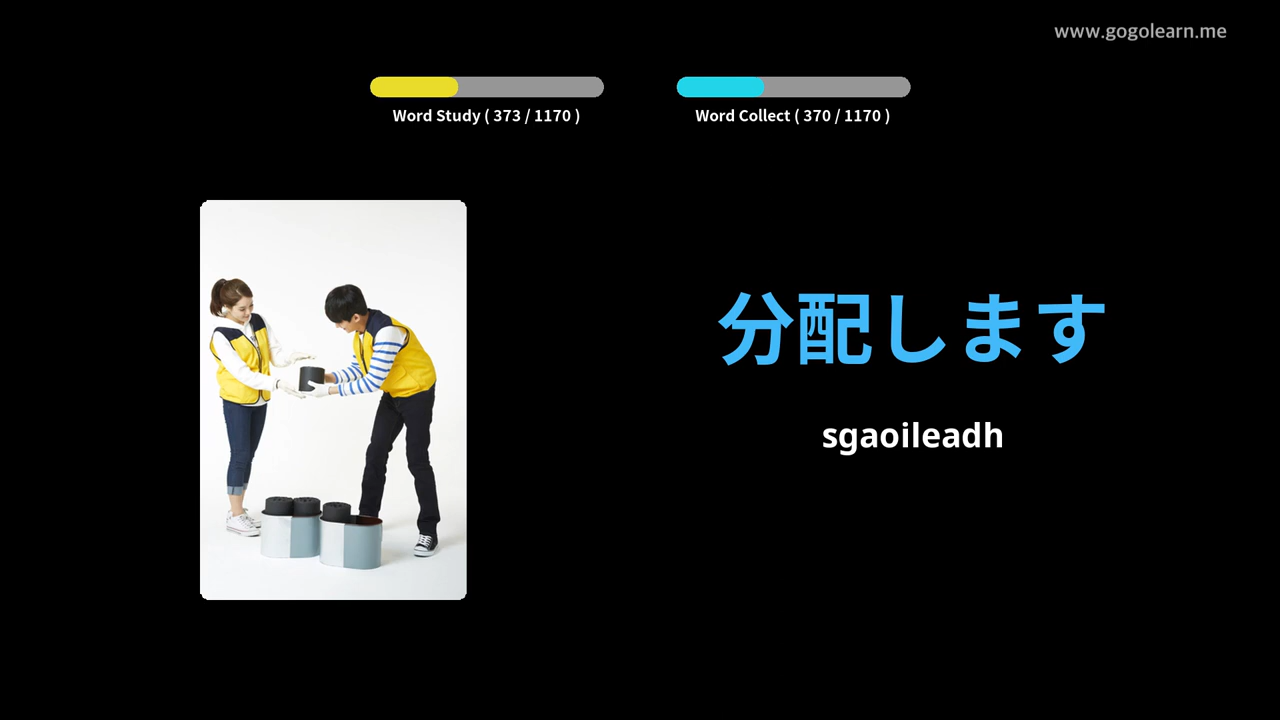 www.gogolearn.me
Word Study ( 373 / 1170 )
Word Collect ( 370 / 1170 )
分配します
sgaoileadh